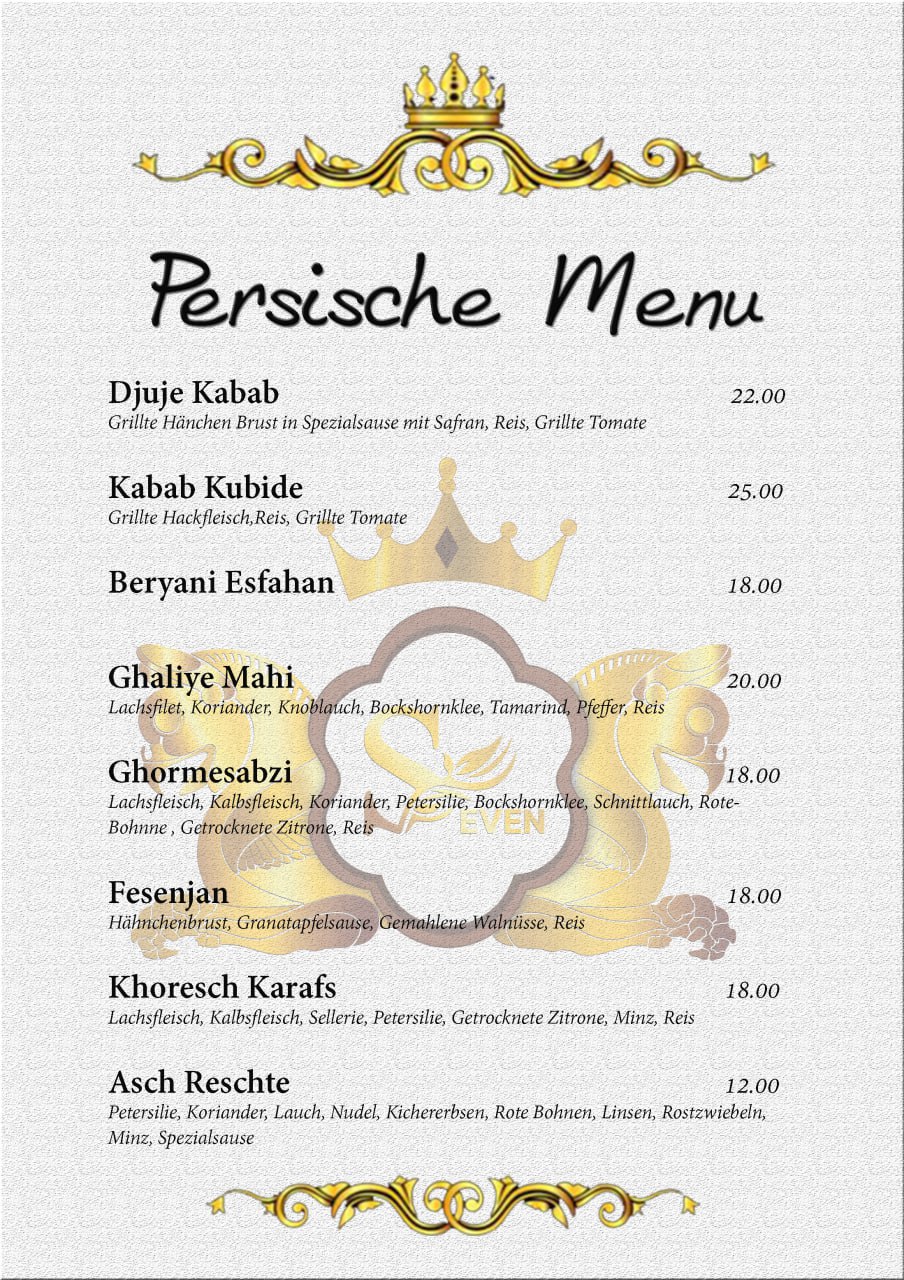 Persische Menu
Djuje Kabab 22.00
Grillte Hänchen Brust in Spezialsause mit Safran, Reis, Grillte Tomate
Kabab Kubide 25.00
Grillte Hackfleisch,Reis, Grillte Tomate
Beryani Esfahan 18.00
Ghaliye Mahi 20.00
Lachsfilet, Koriander, Knoblauch, Bockshornklee, Tamarind, Pfeffer, Reis
Ghormesabzi 18.00
Lachsfleisch, Kalbsfleisch, Koriander, Petersilie, Bockshornklee, Schnittlauch, Rote-
Bohnne , Getrocknete Zitrone, Reis
EVEN
Fesenjan 18.00
Hähnchenbrust, Granatapfelsause, Gemahlene Walnüsse, Reis
Khoresch Karafs 18.00
Lachsfleisch, Kalbsfleisch, Sellerie, Petersilie, Getrocknete Zitrone, Minz, Reis
Asch Reschte 12.00
Petersilie, Koriander, Lauch, Nudel, Kichererbsen, Rote Bohnen, Linsen, Rostzwiebeln,
Minz, Spezialsause